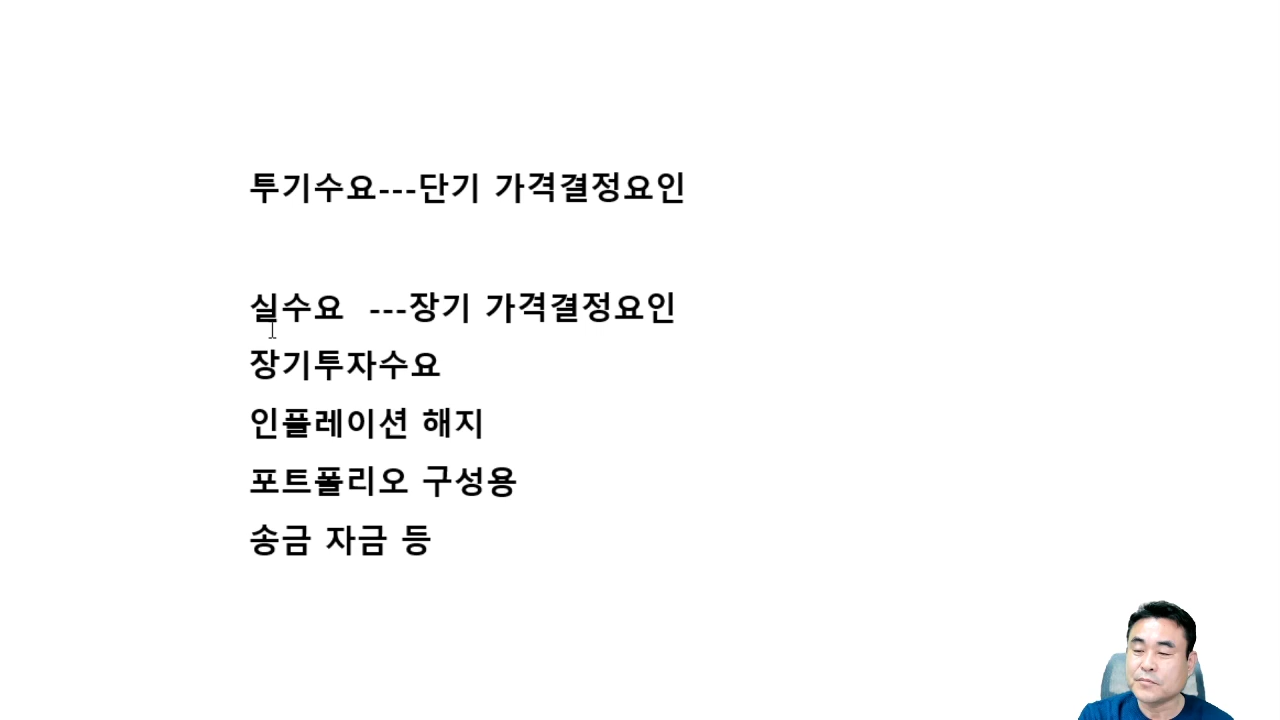 투기수요---단기 가격결정요인
실수요  ---장기 가격결정요인
장기투자수요
인플레이션 해지
포트폴리오 구성용
송금 자금 등